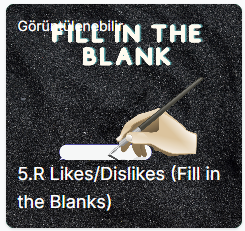 Görüntülenebilir
FILL IN THE
BLANK
5.R Likes/Dislikes (Fill in
the Blanks)